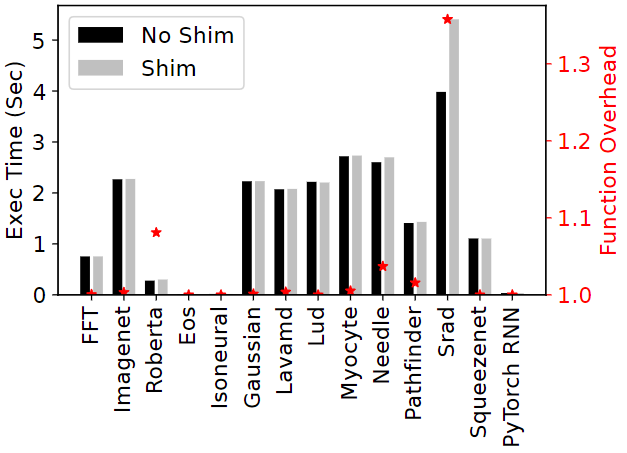 No Shim
Shim
Exec Time (Sec)
5
4
3
2
1
0
Function Overhead
1.3
1.2
1.1
1.0
FFT
Imagenet
Roberta
Eos
Isoneural
Gaussian
Lavamd
Lud
Myocyte
Needle
Pathfinder
Srad
Squeezenet
PyTorch RNN